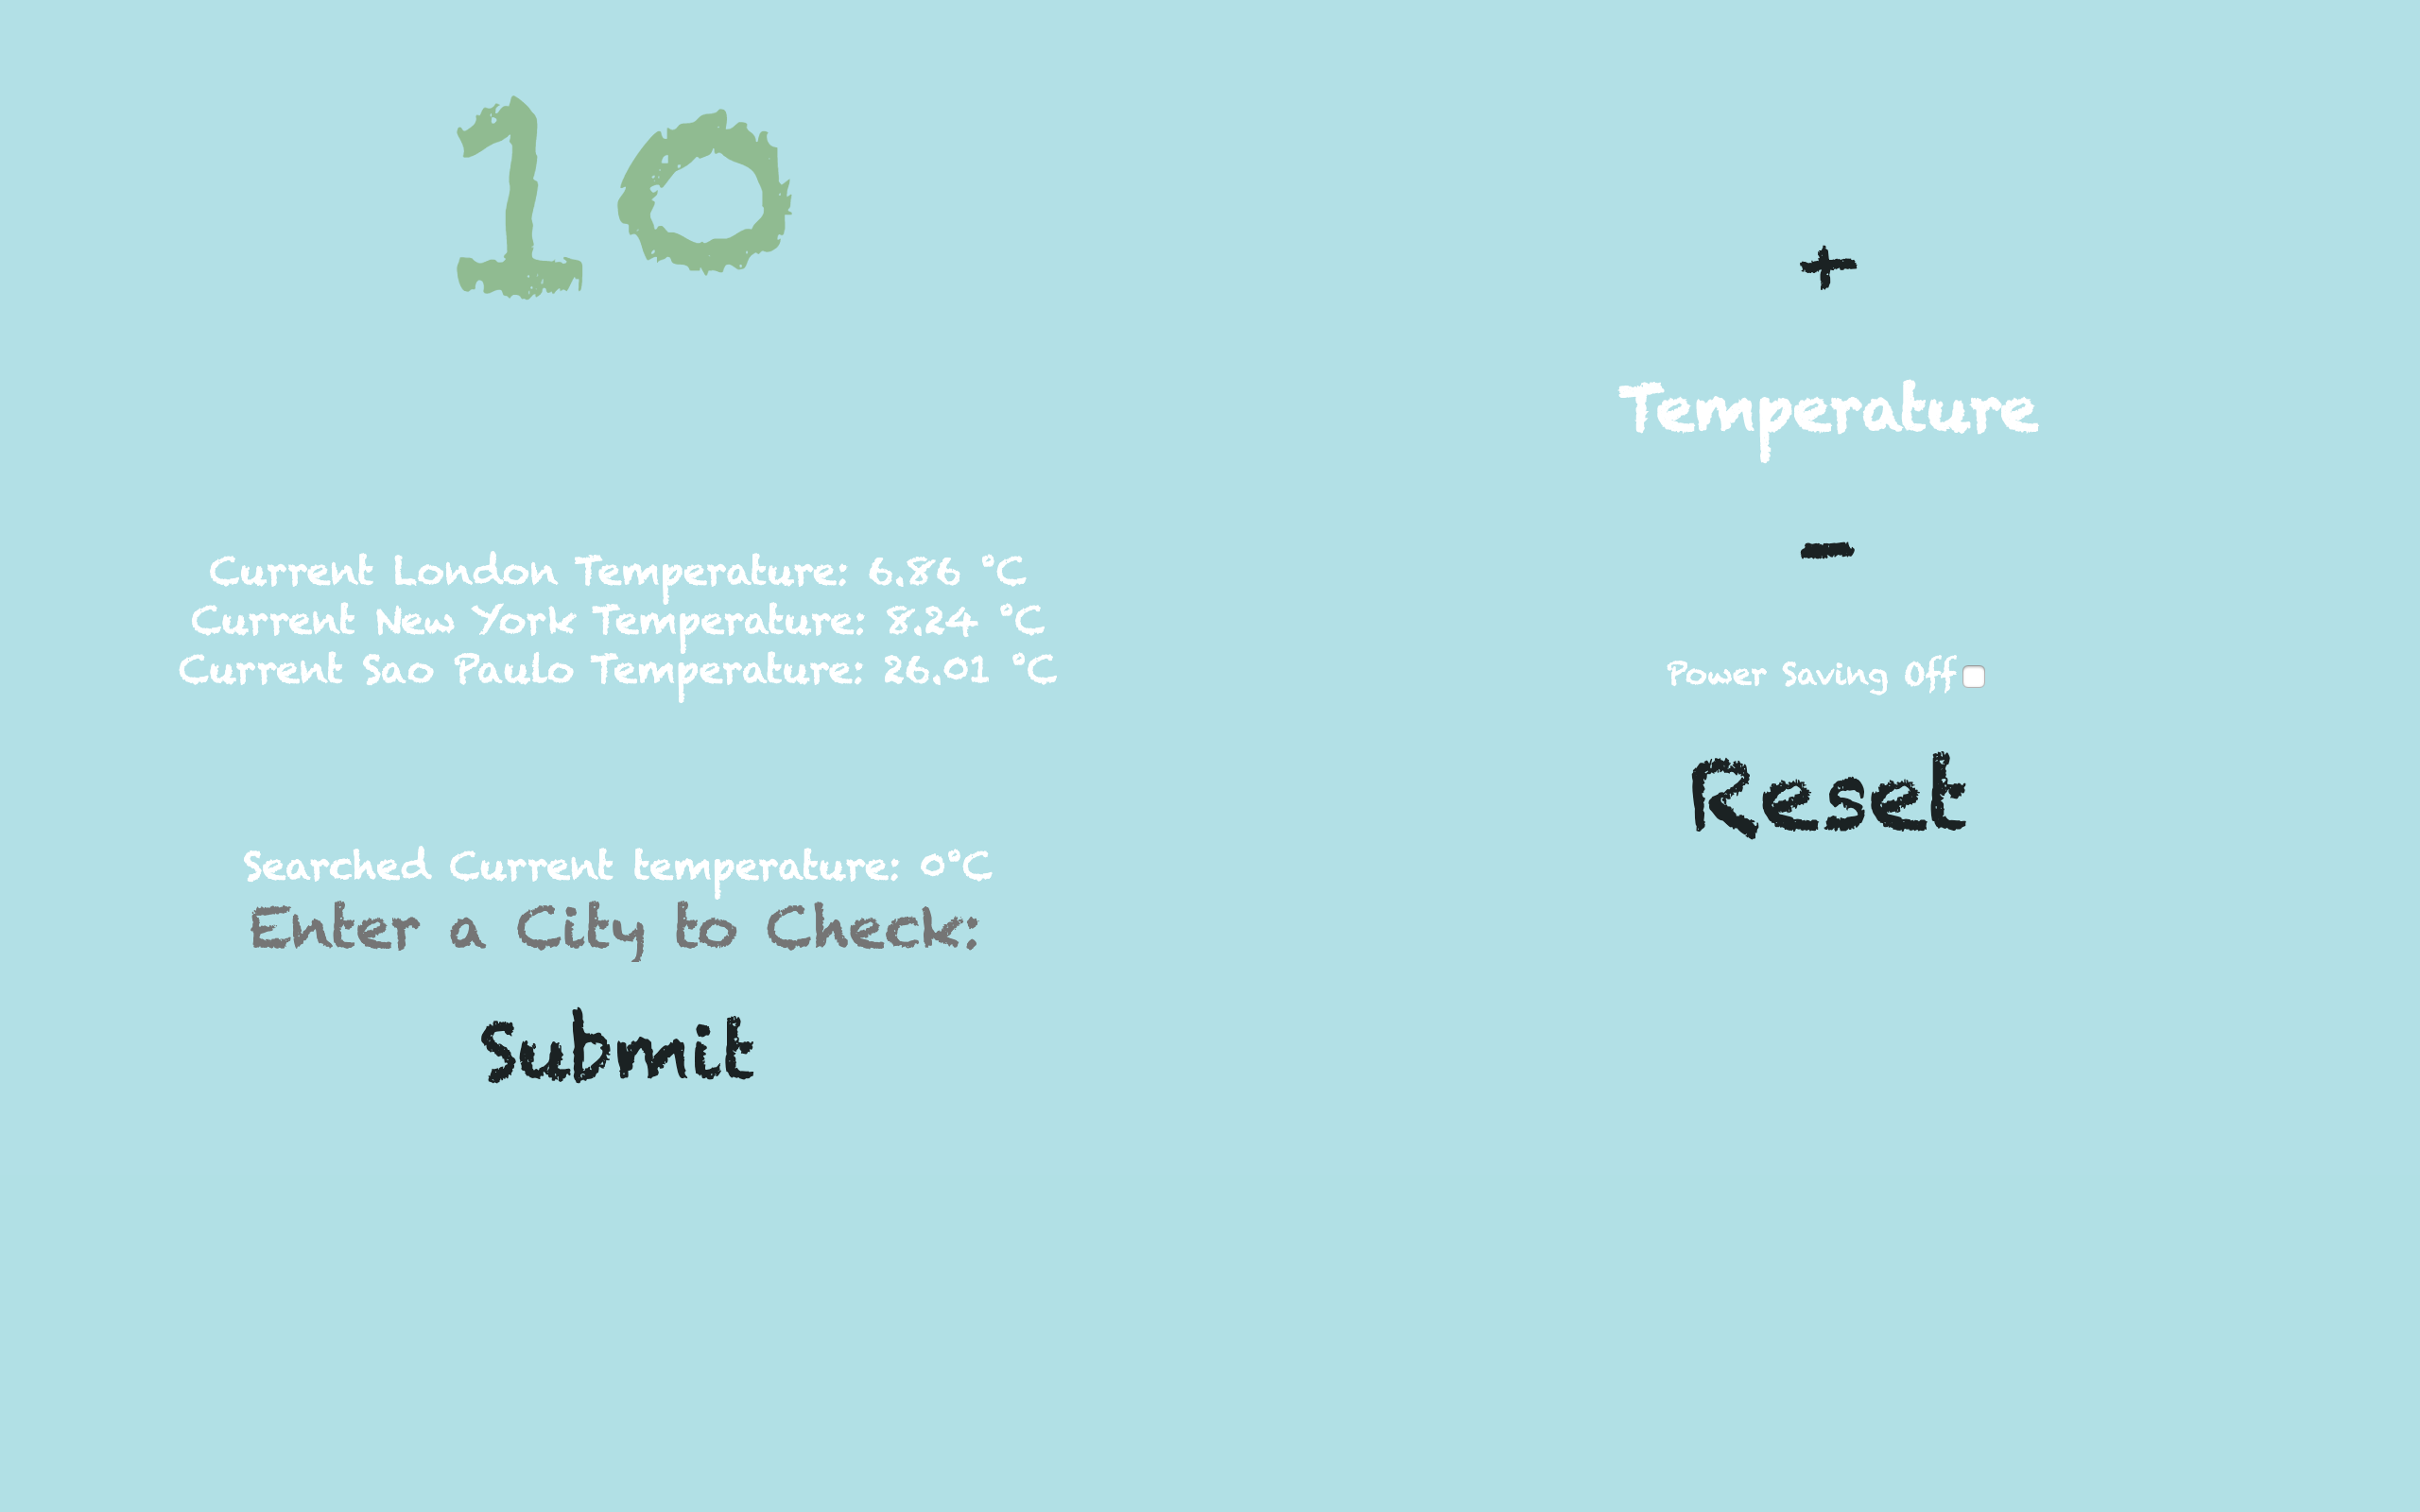 10
Current London Temperature: 6.86 °C
Current New York Temperature: 8.24 °C
Current Sao Paulo Temperature: 26.01 °C
Searched Current temperature: 0°C
Enter a City to Check:
Submit
+
Temperature
-
Power Saving Off
Reset